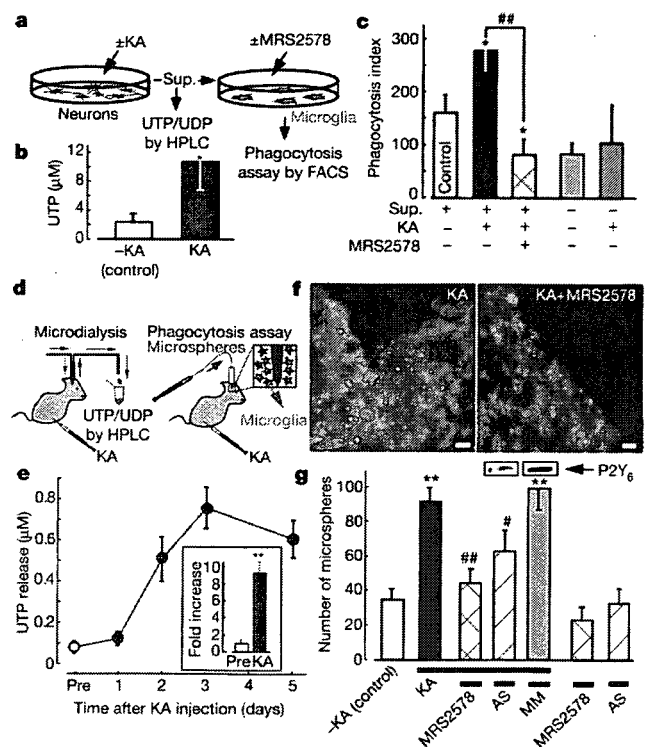 a
±KA
±MRS2578
Sup.
Neurons
UTP/UDP
by HPLC
Microglia
Phagocytosis
assay by FACS
b
UTP (μM)
12
8
4
0
–KA
(control)
KA
c
Phagocytosis index
300
200
100
0
##
*
*
Control
Sup. + + + – –
KA – + + – +
MRS2578 – – + – –
d
Microdialysis
Phagocytosis assay
Microspheres
UTP/UDP
by HPLC
Microglia
KA
KA
e
UTP release (μM)
0.8
0.6
0.4
0.2
0
Pre 1 2 3 4 5
Time after KA injection (days)
Fold increase
10
8
6
4
2
0
**
Pre KA
f
KA
KA+MRS2578
g
P2Y6
Number of microspheres
100
80
60
40
20
0
**
##
#
**
–KA (control)
KA
MRS2578
AS
MM
MRS2578
AS